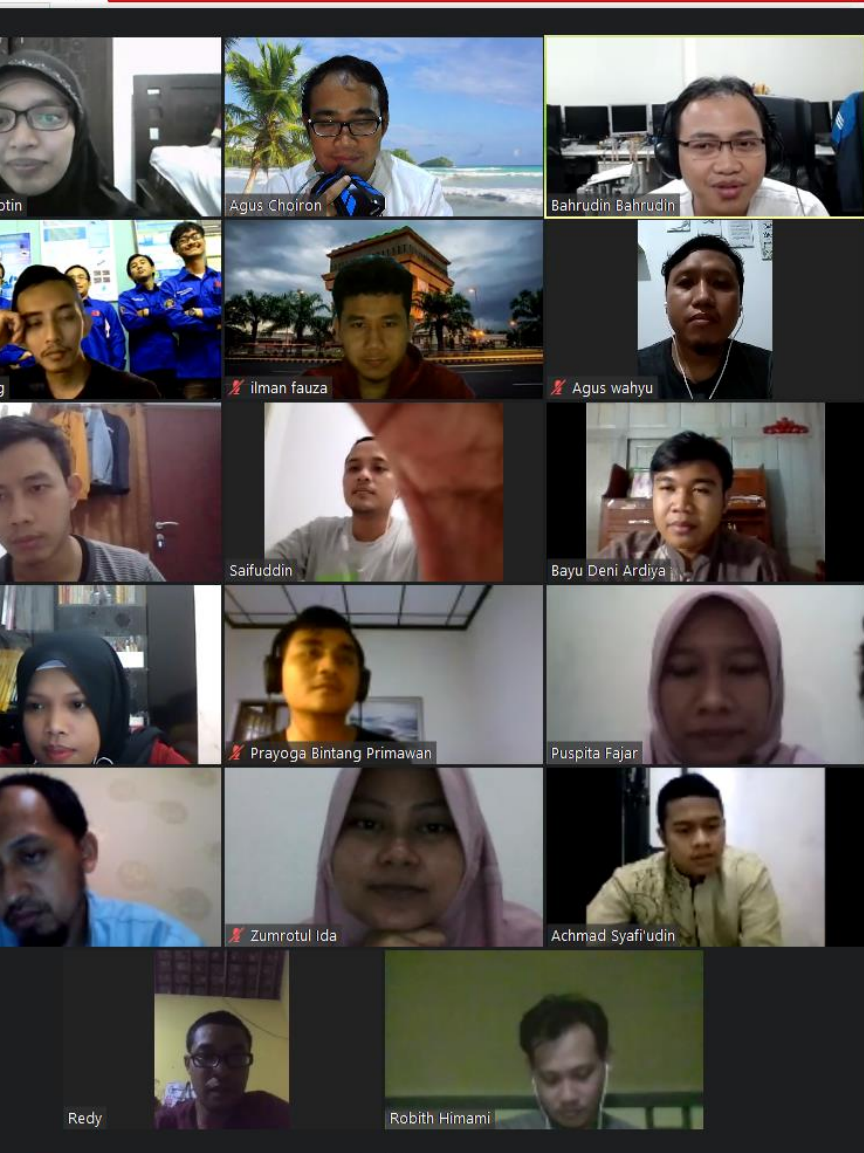 otin
Agus Choiron
Bahrudin Bahrudin
g
ilman fauza
Agus wahyu
Saifuddin
Bayu Deni Ardiya
Prayoga Bintang Primawan
Puspita Fajar
Zumrotul Ida
Achmad Syafi'udin
Redy
Robith Himami